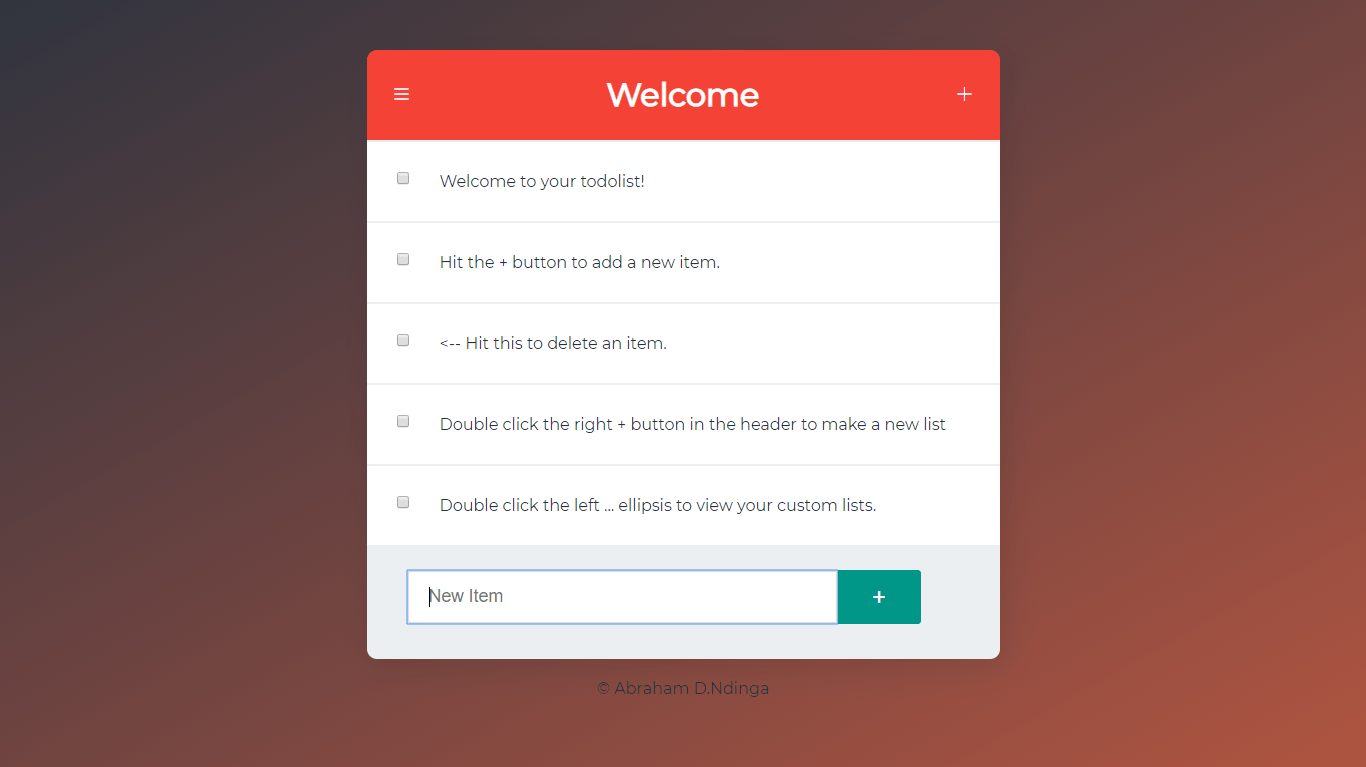 Welcome
Welcome to your todolist!
Hit the + button to add a new item.
<-- Hit this to delete an item.
Double click the right + button in the header to make a new list
Double click the left ... ellipsis to view your custom lists.
New Item
+
© Abraham D.Ndinga